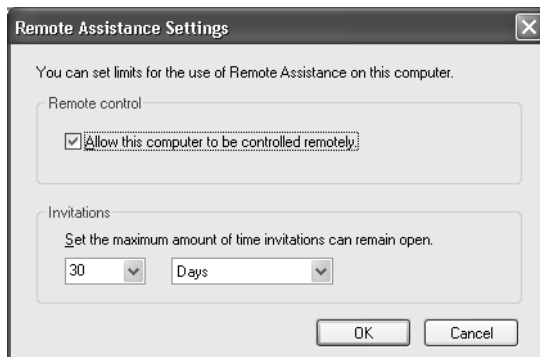 Remote Assistance Settings
You can set limits for the use of Remote Assistance on this computer.
Remote control
Allow this computer to be controlled remotely.
Invitations
Set the maximum amount of time invitations can remain open.
30 Days
OK Cancel